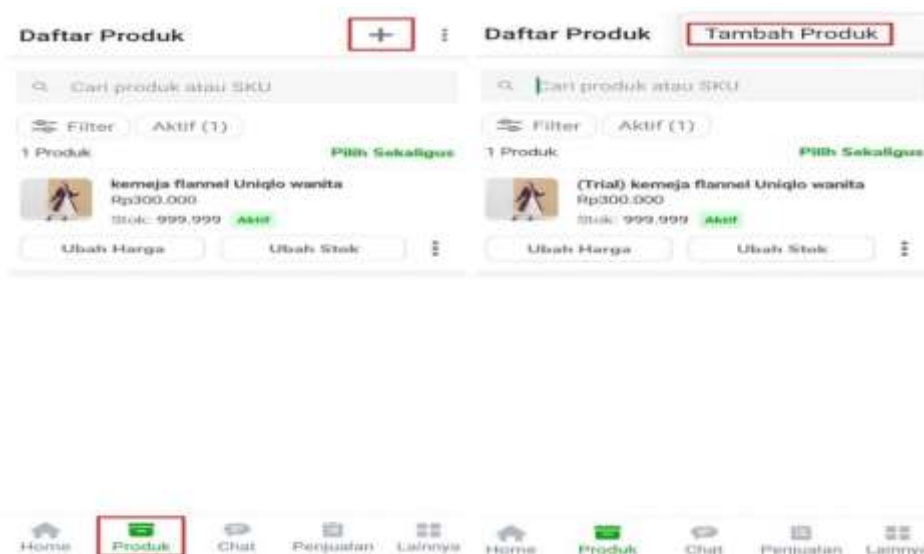 Daftar Produk
Cari produk atau SKU
Filter Aktif (1)
1 Produk Pilih Sekaligus
kemeja flannel Uniqlo wanita
Rp300.000
Stok: 999.999 Aktif
Ubah Harga Ubah Stok
Home Produk Chat Penjualan Lainnya
Daftar Produk Tambah Produk
Cari produk atau SKU
Filter Aktif (1)
1 Produk Pilih Sekaligus
(Trial) kemeja flannel Uniqlo wanita
Rp300.000
Stok: 999.999 Aktif
Ubah Harga Ubah Stok
Home Produk Chat Penjualan Lainnya